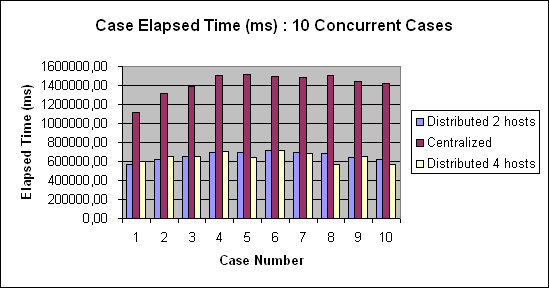 Case Elapsed Time (ms) : 10 Concurrent Cases
Elapsed Time (ms)
1600000,00
1400000,00
1200000,00
1000000,00
800000,00
600000,00
400000,00
200000,00
0,00
1 2 3 4 5 6 7 8 9 10
Case Number
Distributed 2 hosts
Centralized
Distributed 4 hosts